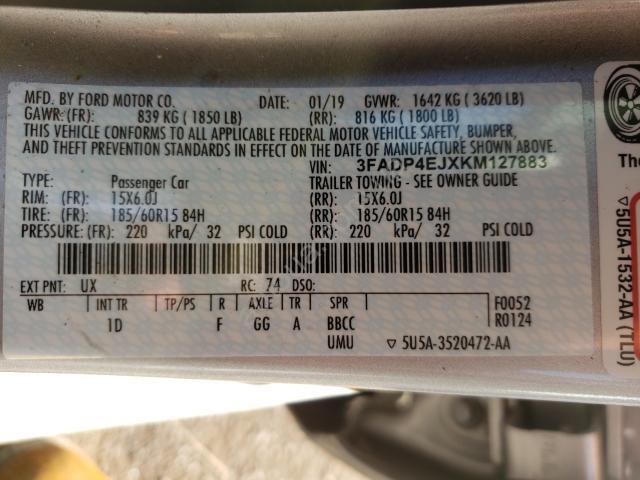 MFD. BY FORD MOTOR CO. DATE: 01/19 GVWR: 1642 KG ( 3620 LB)
GAWR: (FR): 839 KG ( 1850 LB) (RR): 816 KG ( 1800 LB)
THIS VEHICLE CONFORMS TO ALL APPLICABLE FEDERAL MOTOR VEHICLE SAFETY, BUMPER,
AND THEFT PREVENTION STANDARDS IN EFFECT ON THE DATE OF MANUFACTURE SHOWN ABOVE.
VIN: 3FADP4EJXKM127883
TYPE: Passenger Car TRAILER TOWING - SEE OWNER GUIDE
RIM: (FR): 15X6.0J (RR): 15X6.0J
TIRE: (FR): 185/60R15 84H (RR): 185/60R15 84H
PRESSURE: (FR): 220 kPa/ 32 PSI COLD (RR): 220 kPa/ 32 PSI COLD
EXT PNT: UX RC: 74 DSO:
WB INT TR TP/PS R AXLE TR SPR F0052
1D F GG A BBCC R0124
UMU ▽ 5U5A-3520472-AA
The
▽ 5U5A-1532-AA (TL0)